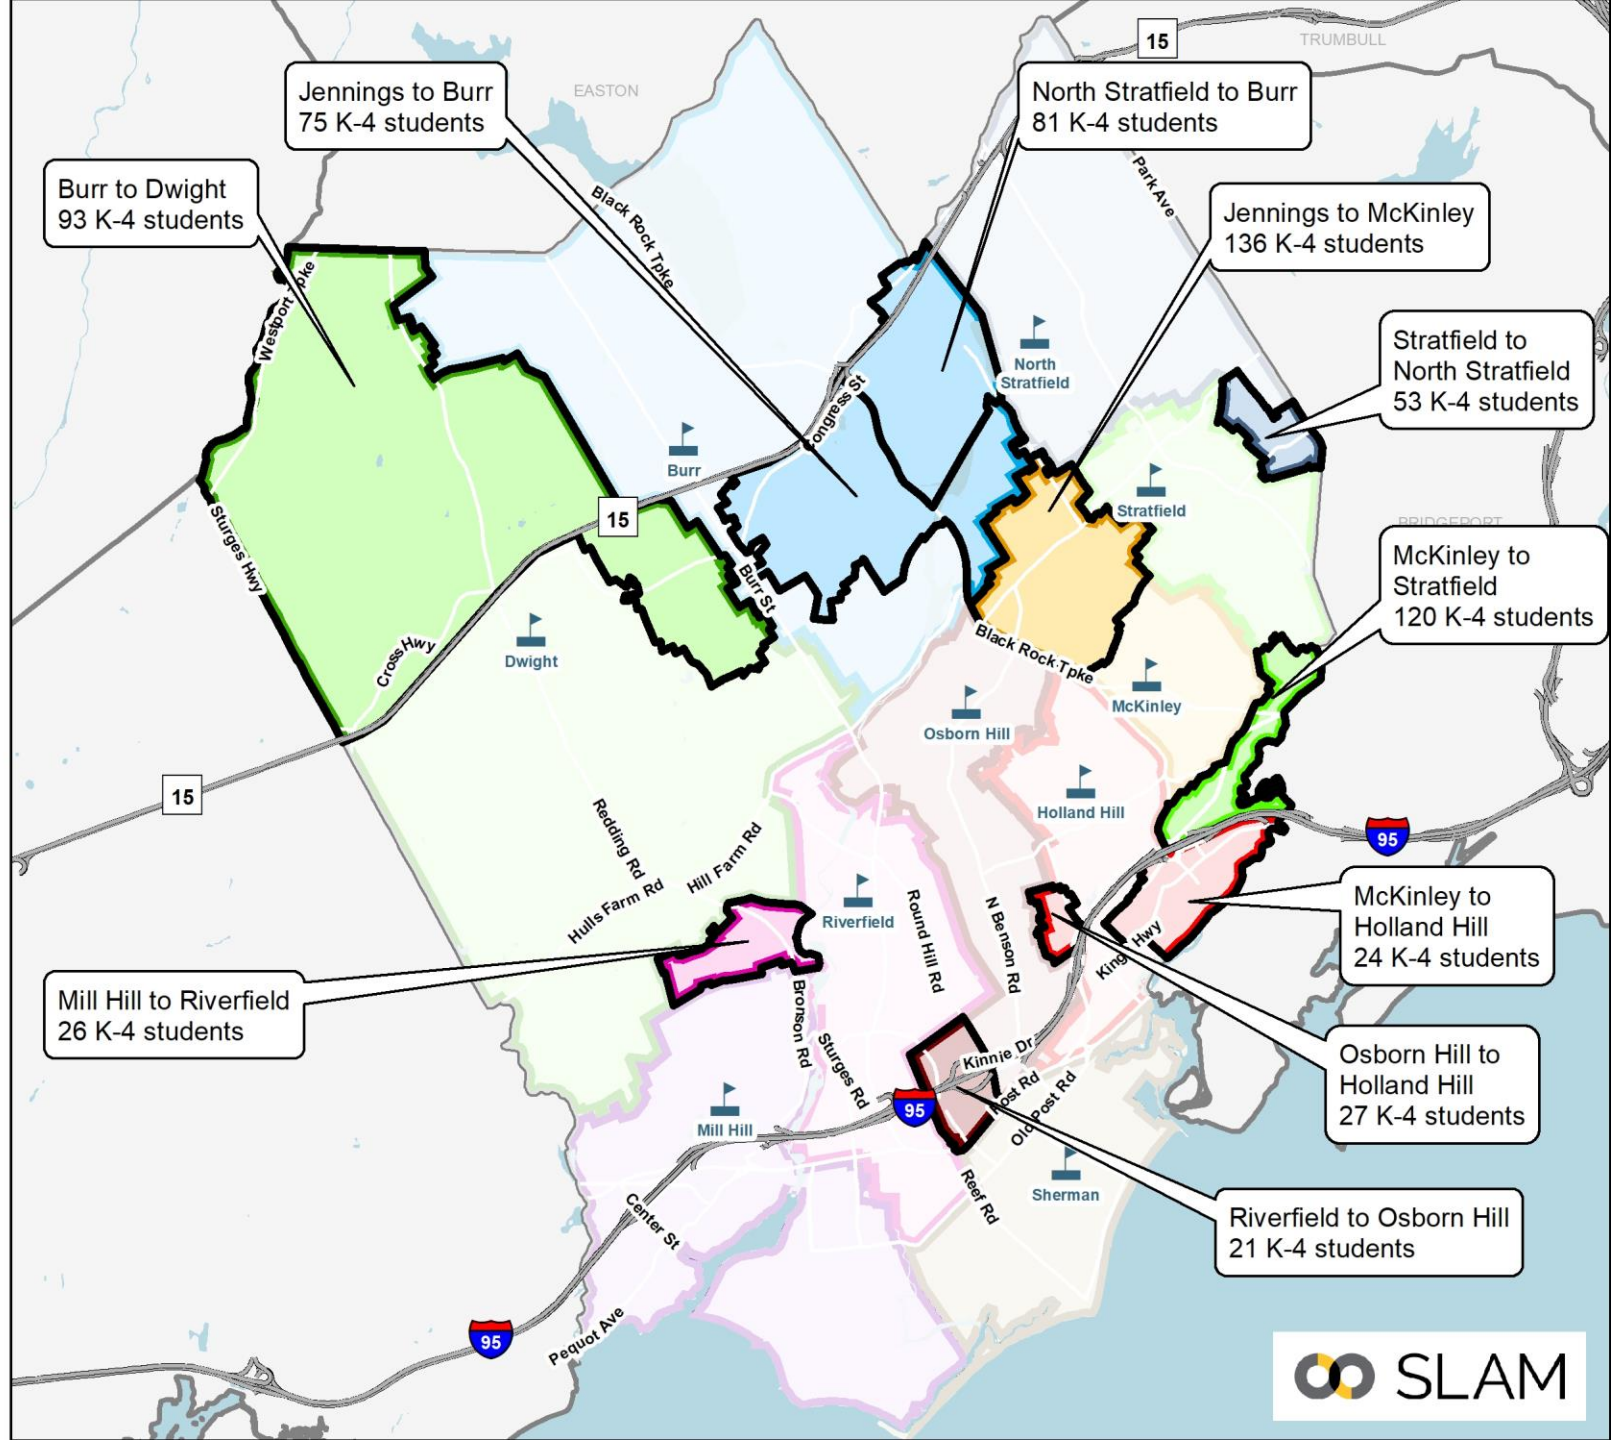 15
TRUMBULL
EASTON
Jennings to Burr
75 K-4 students
North Stratfield to Burr
81 K-4 students
Burr to Dwight
93 K-4 students
Park Ave
Black Rock Tpke
Jennings to McKinley
136 K-4 students
Westport Tpke
Stratfield to
North Stratfield
53 K-4 students
North
Stratfield
Congress St
Burr
15
Stratfield
BRIDGEPORT
Sturges Hwy
McKinley to
Stratfield
120 K-4 students
Burr St
Cross Hwy
Dwight
Black Rock Tpke
McKinley
Osborn Hill
15
Holland Hill
95
Redding Rd
Hill Farm Rd
Hulls Farm Rd
Riverfield
Round Hill Rd
N Benson Rd
Hwy
McKinley to
Holland Hill
24 K-4 students
Mill Hill to Riverfield
26 K-4 students
Bronson Rd
Sturges Rd
Kinnie Dr
Osborn Hill to
Holland Hill
27 K-4 students
95
Post Rd
Old Post Rd
Mill Hill
Sherman
Reef Rd
Center St
Riverfield to Osborn Hill
21 K-4 students
95
Pequot Ave
SLAM